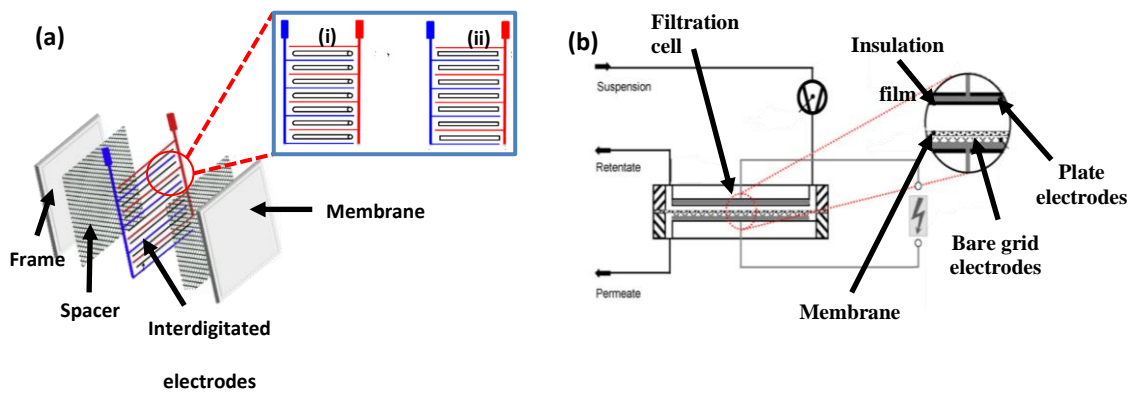 (a)
(i)
(ii)
Membrane
Frame
Spacer
Interdigitated
electrodes
(b)
Filtration
cell
Insulation
film
Suspension
Retentate
Permeate
Plate
electrodes
Bare grid
electrodes
Membrane